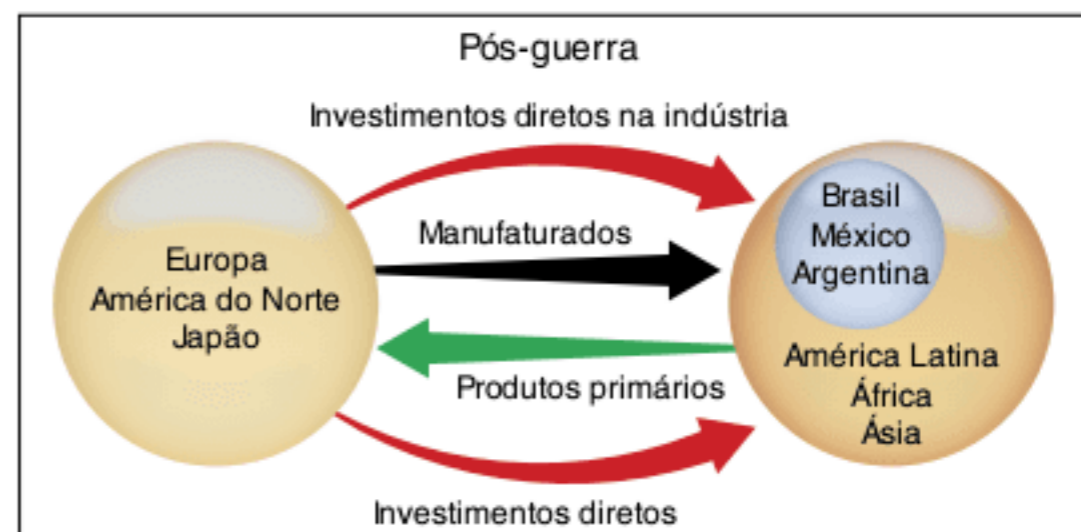 Pós-guerra
Investimentos diretos na indústria
Manufaturados
Europa
América do Norte
Japão
Brasil
México
Argentina
América Latina
África
Ásia
Produtos primários
Investimentos diretos